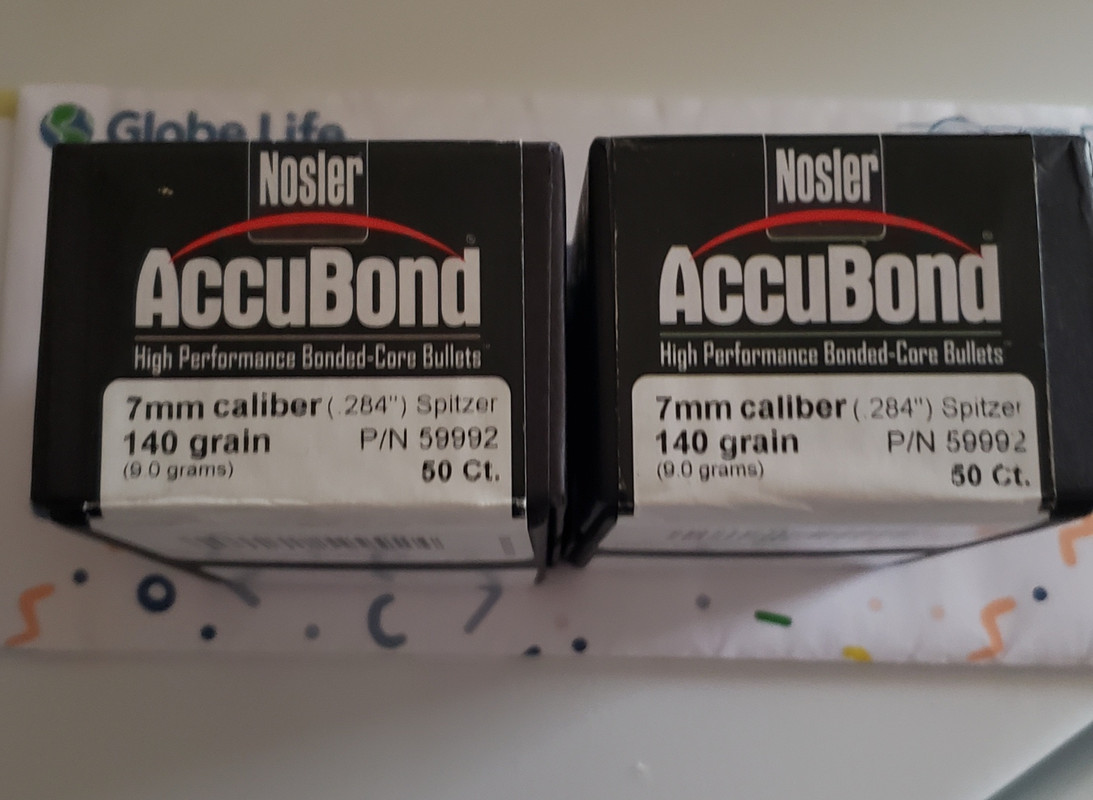 Globe Life
Nosler
AccuBond®
High Performance Bonded-Core Bullets™
7mm caliber (.284") Spitzer
140 grain P/N 59992
(9.0 grams) 50 Ct.
Nosler
AccuBond®
High Performance Bonded-Core Bullets™
7mm caliber (.284") Spitzer
140 grain P/N 59992
(9.0 grams) 50 Ct.